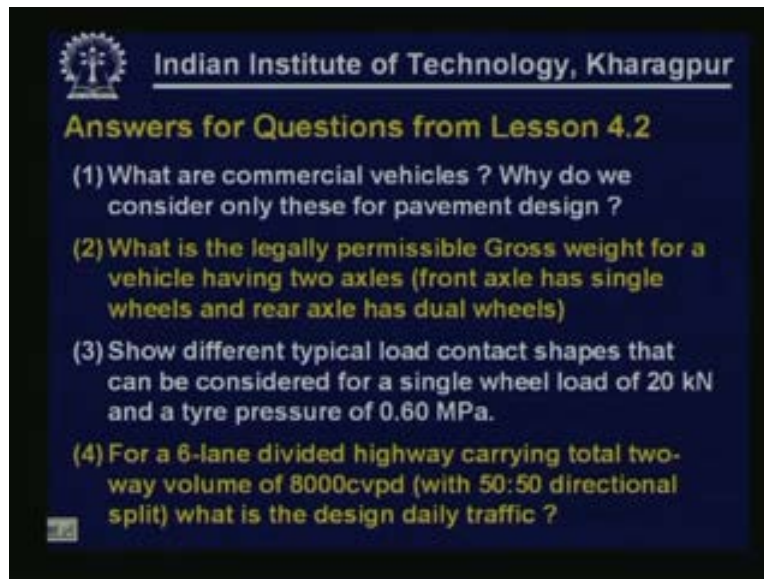 Indian Institute of Technology, Kharagpur
Answers for Questions from Lesson 4.2
(1) What are commercial vehicles ? Why do we
consider only these for pavement design ?
(2) What is the legally permissible Gross weight for a
vehicle having two axles (front axle has single
wheels and rear axle has dual wheels)
(3) Show different typical load contact shapes that
can be considered for a single wheel load of 20 kN
and a tyre pressure of 0.60 MPa.
(4) For a 6-lane divided highway carrying total two-
way volume of 8000cvpd (with 50:50 directional
split) what is the design daily traffic ?